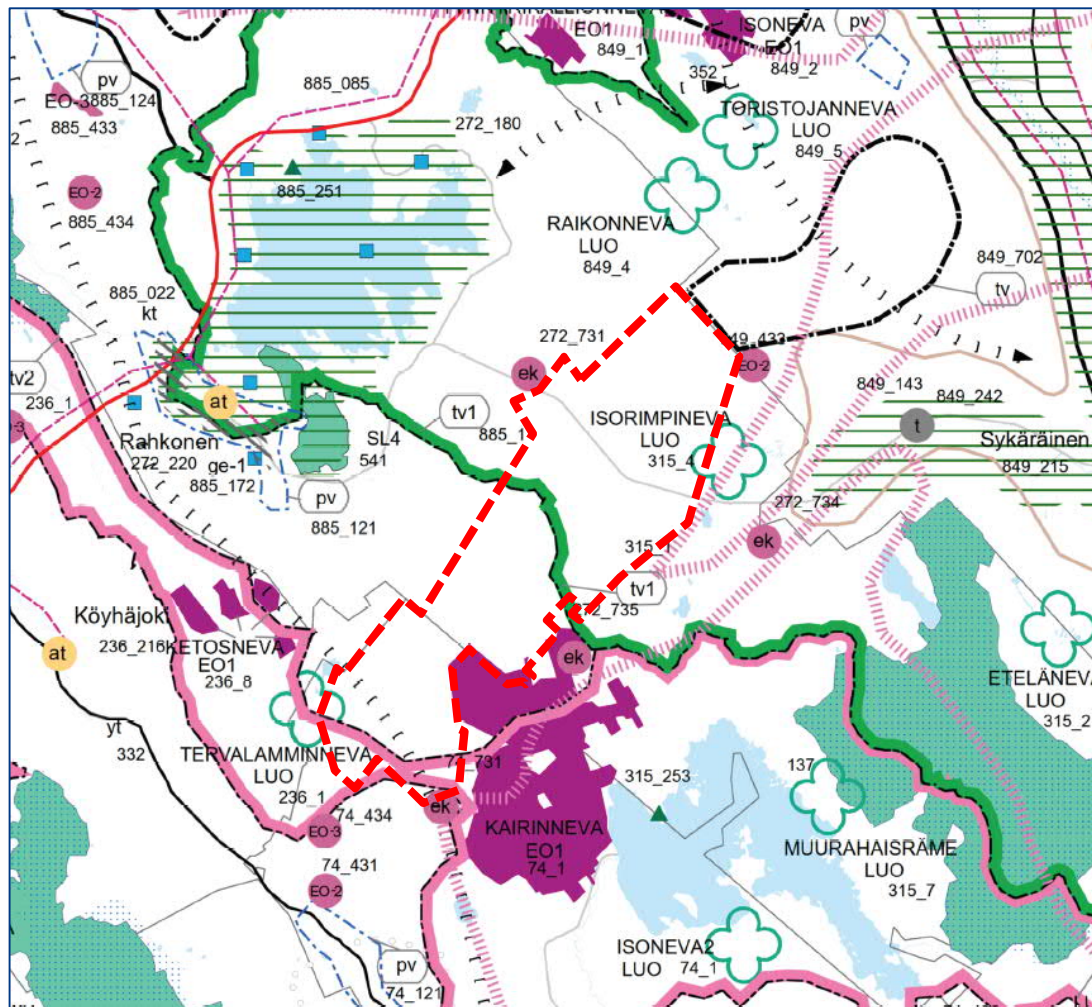 EO1
849_1
ISONEVA
EO1
849_2
pv
pv
EO-3
885_124
885_433
885_085
272_180
352
TORISTOJANNEVA
LUO
849_5
EO-2
885_434
885_251
RAIKONNEVA
LUO
849_4
849_702
tv
885_022
kt
272_731
49_433
EO-2
ek
tv2
236_1
at
849_143
849_242
t
tv1
885_1
ISORIMPINEVA
LUO
315_4
Rahkonen
272_220
ge-1
885_172
SL4
541
Sykäräinen
849_215
pv
885_121
272_734
ek
315_1
tv1
272_735
Köyhäjoki
236_216
KETOSNEVA
EO1
236_8
at
ek
ETELÄNEVA
LUO
315_2
yt
332
TERVALAMMINNEVA
LUO
236_1
74_731
74_434
EO-3
ek
315_253
137
KAIRINNEVA
EO1
74_1
MUURAHAISRÄME
LUO
315_7
74_431
EO-2
ISONEVA2
LUO
74_1
pv
74_121